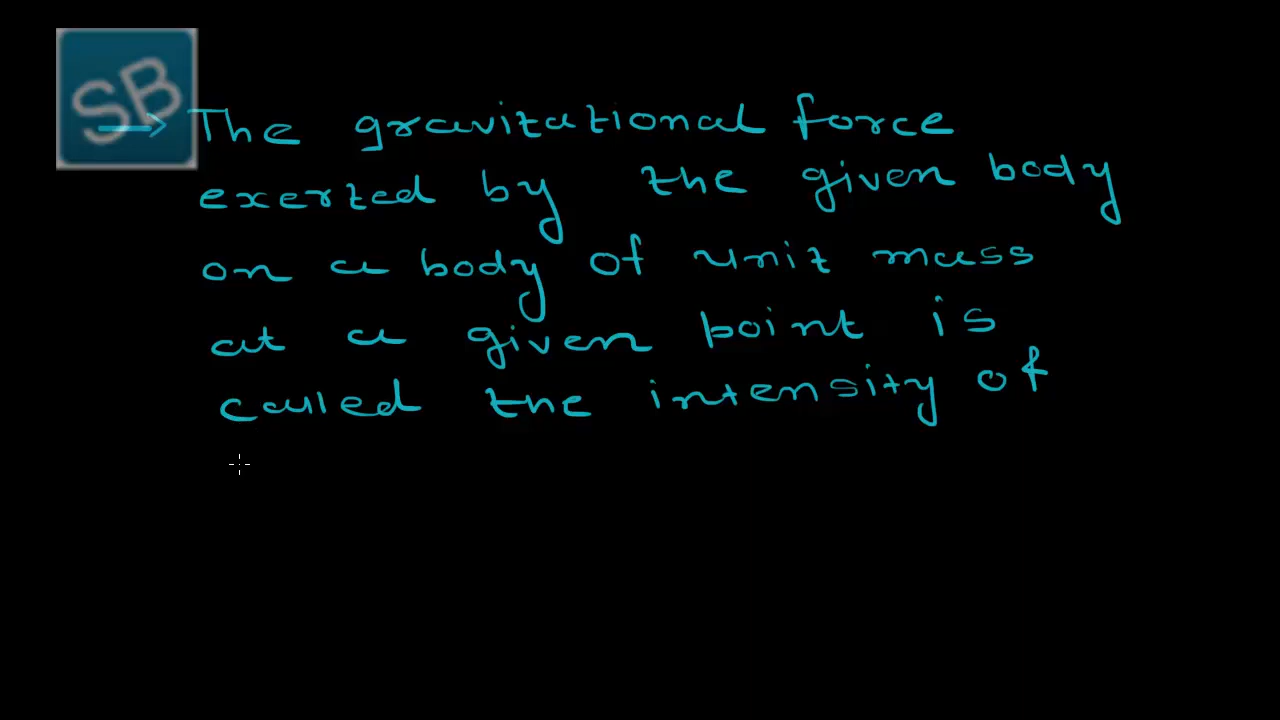 SB
→ The gravitational force
exerted by the given body
on a body of unit mass
at a given point is
called the intensity of